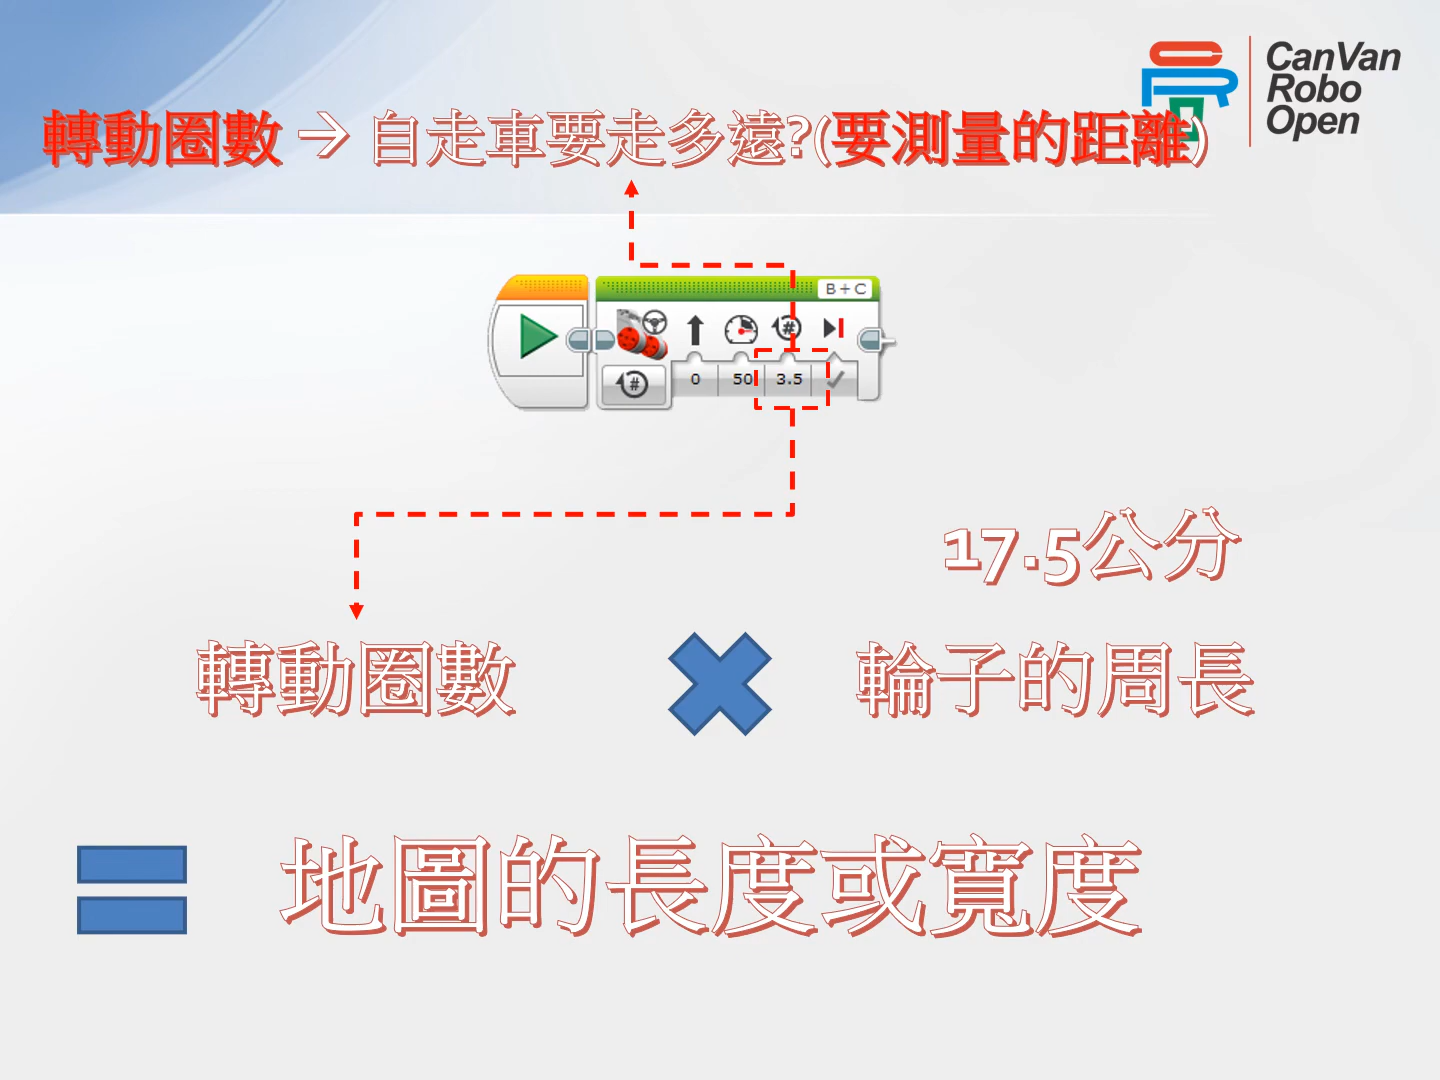 CanVan
Robo
Open
轉動圈數→自走車要走多遠?(要測量的距離)
B+C
#
#
0
50
3.5
17.5公分
轉動圈數
輪子的周長
地圖的長度或寬度